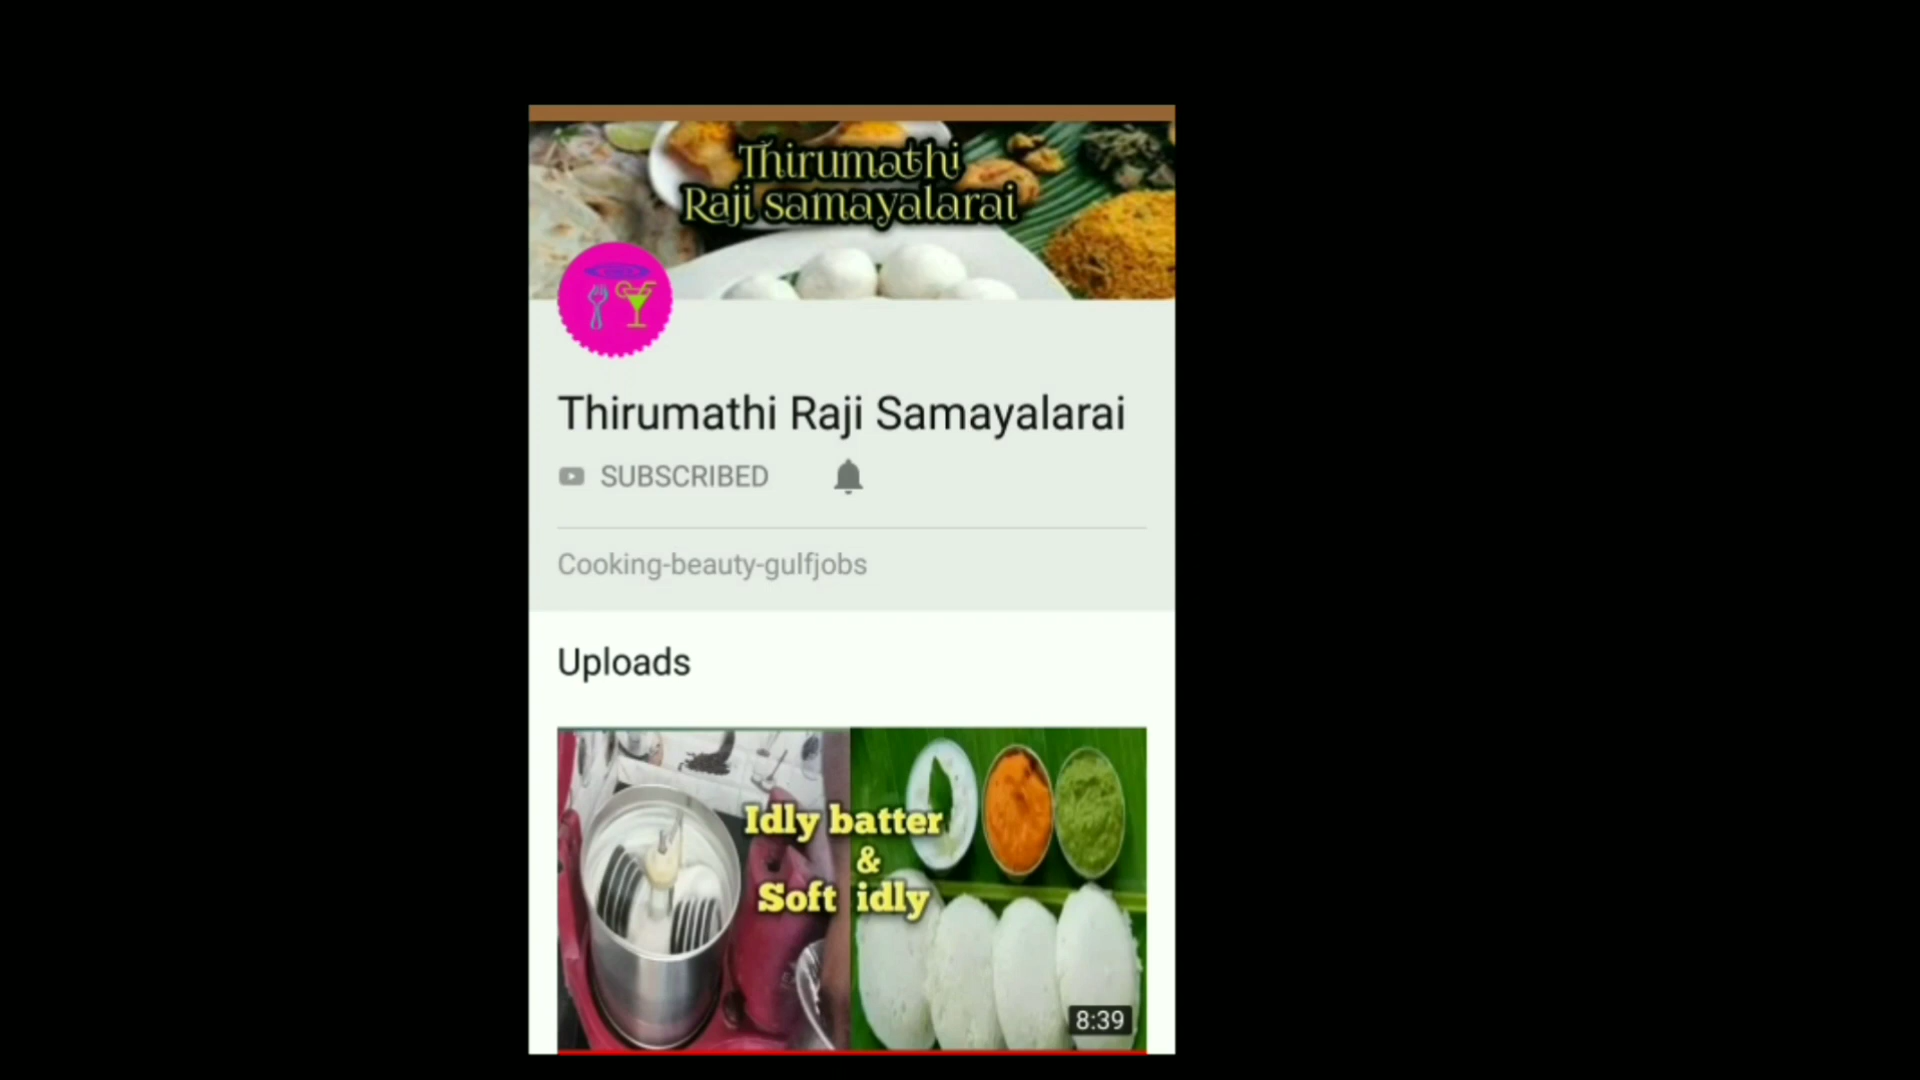 Thirumathi
Raji samayalarai
Thirumathi Raji Samayalarai
SUBSCRIBED
Cooking-beauty-gulfjobs
Uploads
Idly batter
&
Soft idly
8:39